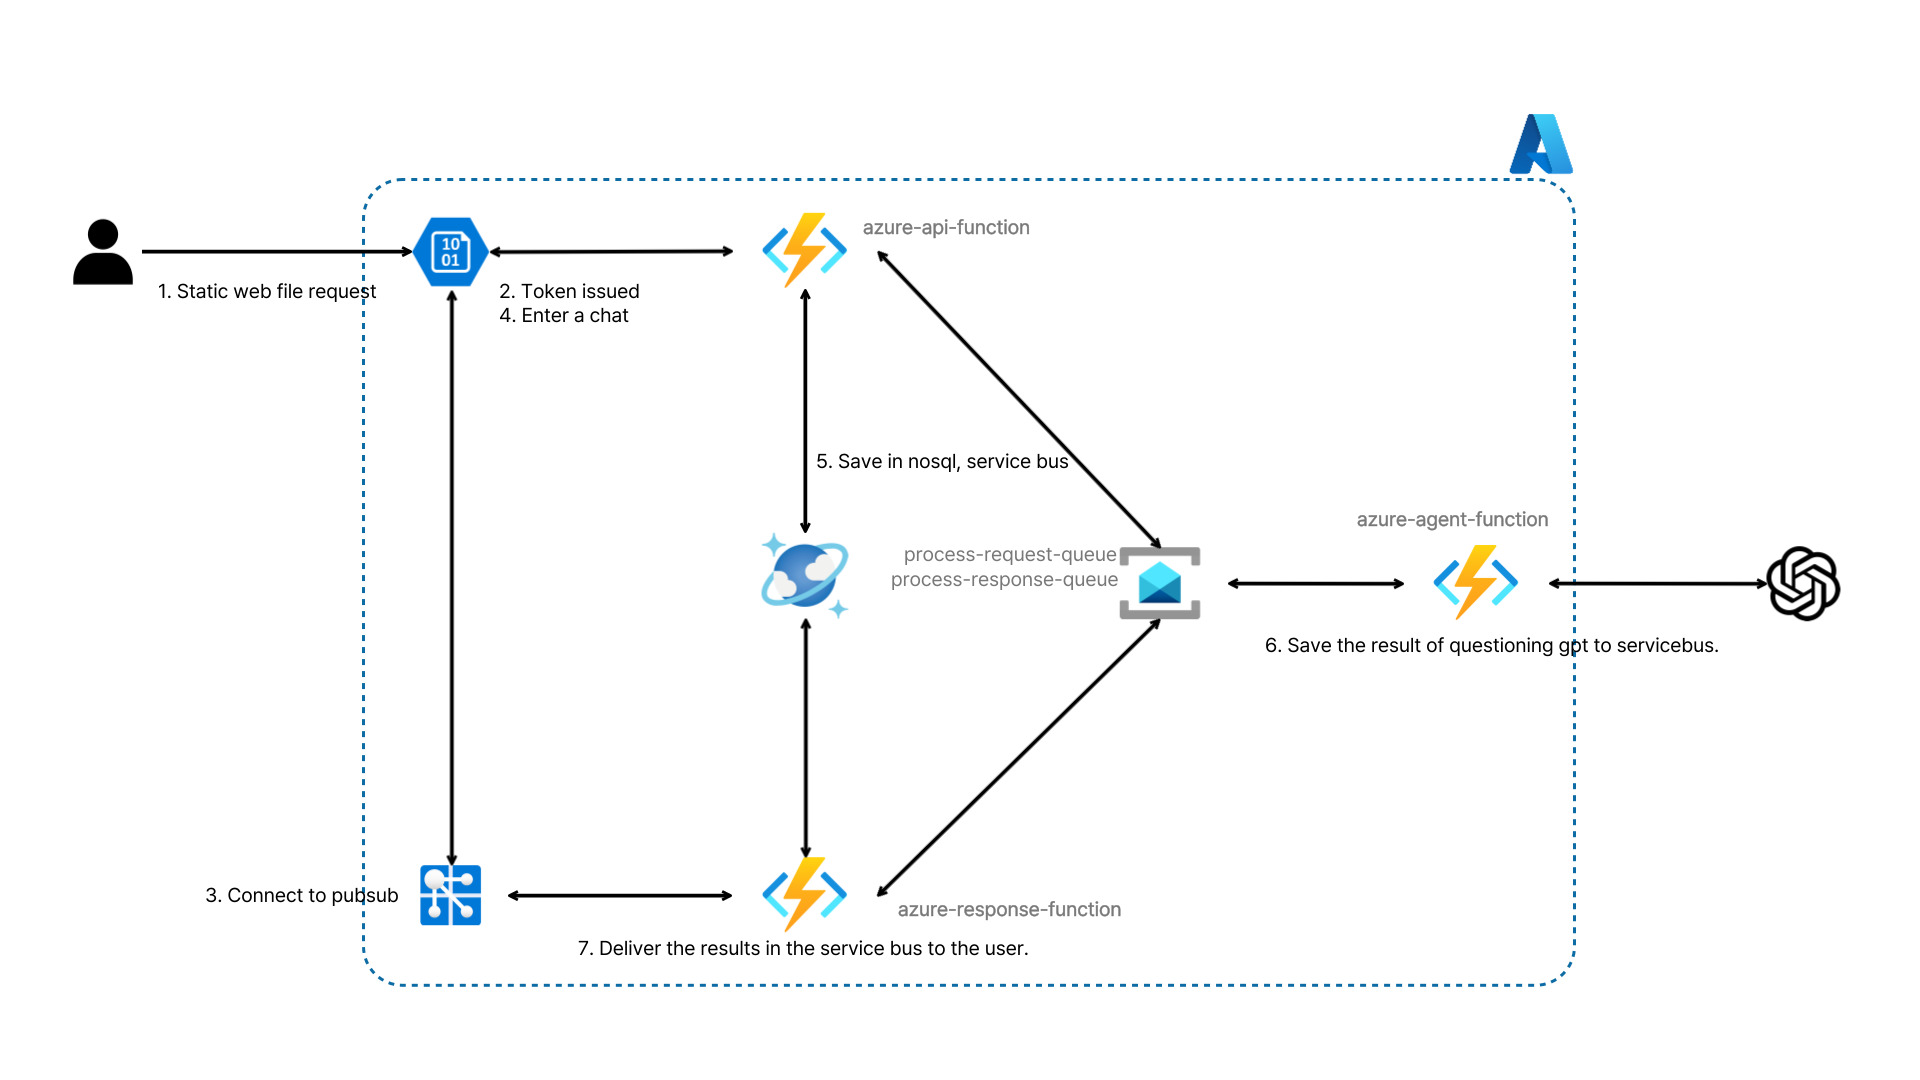 azure-api-function
10
01
1. Static web file request
2. Token issued
4. Enter a chat
5. Save in nosql, service bus
azure-agent-function
process-request-queue
process-response-queue
6. Save the result of questioning gpt to servicebus.
3. Connect to pubsub
azure-response-function
7. Deliver the results in the service bus to the user.